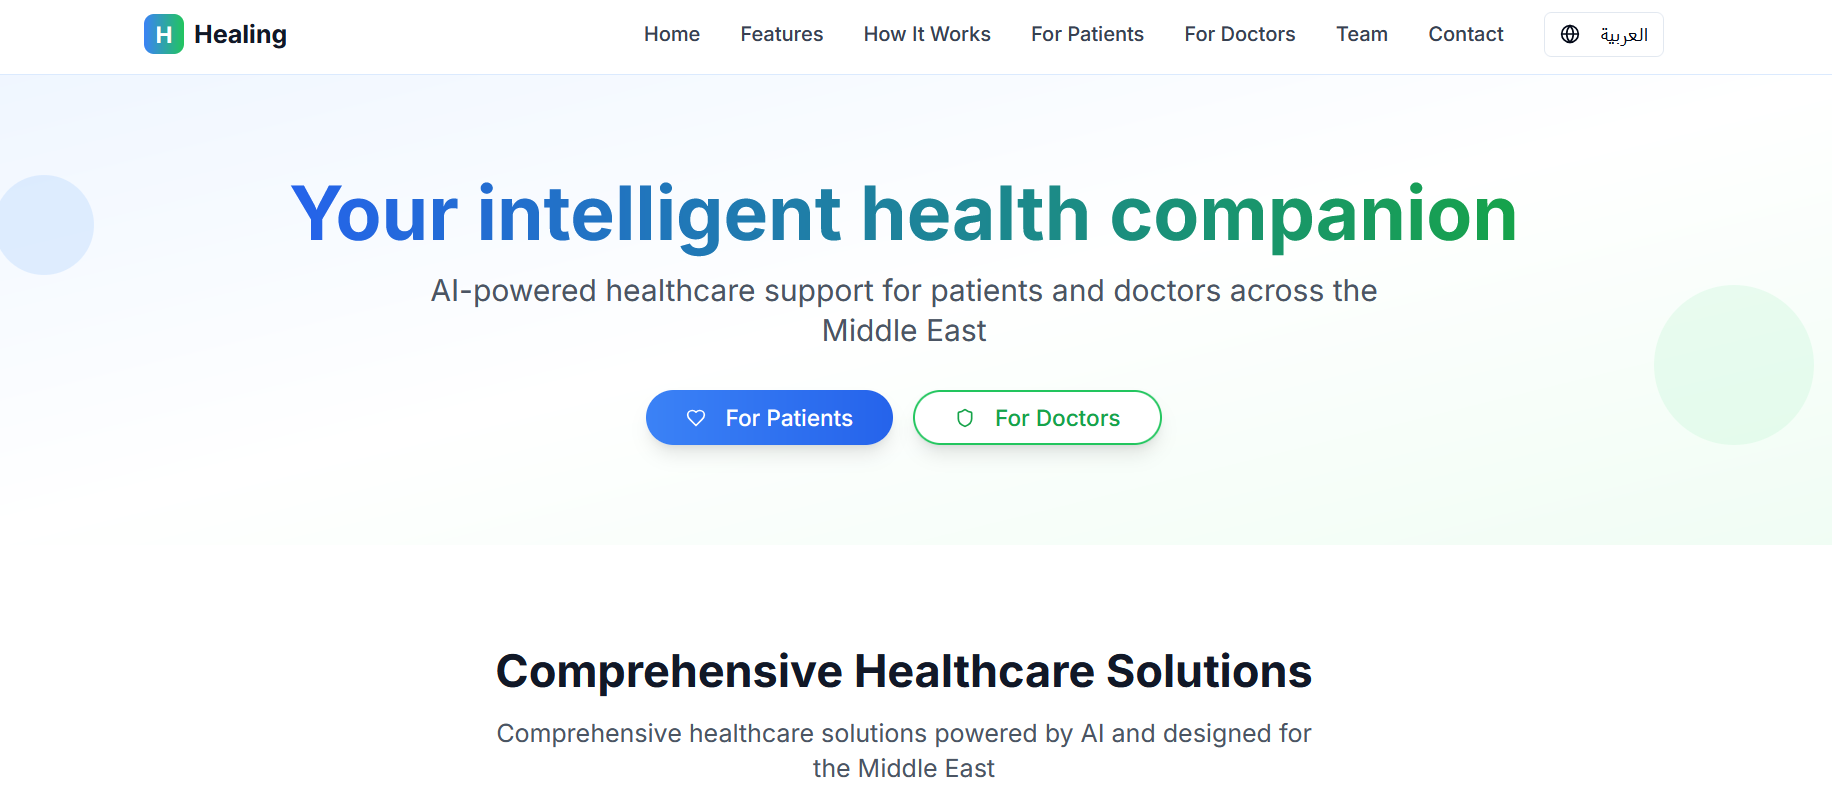 H Healing
Home Features How It Works For Patients For Doctors Team Contact العربية
Your intelligent health companion
AI-powered healthcare support for patients and doctors across the
Middle East
For Patients For Doctors
Comprehensive Healthcare Solutions
Comprehensive healthcare solutions powered by AI and designed for
the Middle East